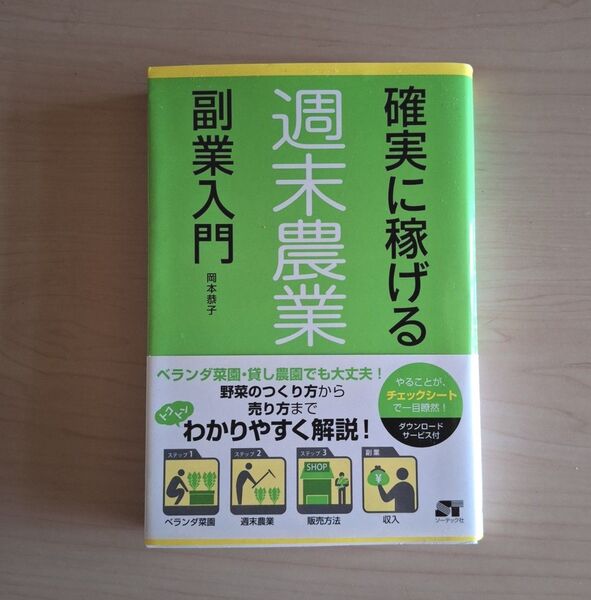 確実に稼げる
週末農業
副業入門
岡本恭子
ベランダ菜園・貸し農園でも大丈夫！
野菜のつくり方から
売り方まで
トコトン
わかりやすく解説！
やることが、
チェックシート
で一目瞭然！
ダウンロード
サービス付
ステップ1
ベランダ菜園
ステップ2
週末農業
ステップ3
SHOP
販売方法
副業
¥
収入
ST
ソーテック社